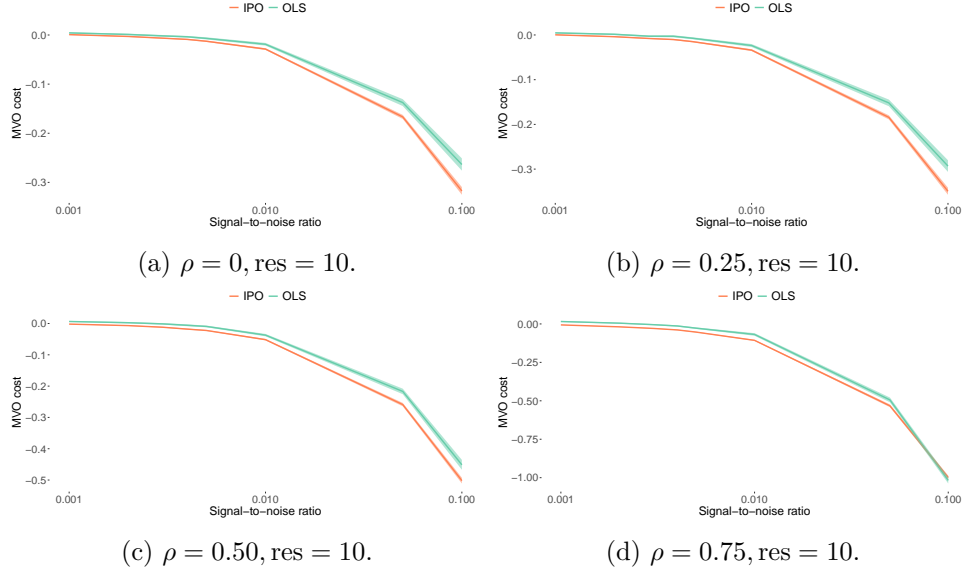 IPO OLS
0.0
−0.1
−0.2
−0.3
MVO cost
0.001 0.010 0.100
Signal−to−noise ratio
(a) ρ = 0, res = 10.
IPO OLS
0.0
−0.1
−0.2
−0.3
MVO cost
0.001 0.010 0.100
Signal−to−noise ratio
(b) ρ = 0.25, res = 10.
IPO OLS
0.0
−0.1
−0.2
−0.3
−0.4
−0.5
MVO cost
0.001 0.010 0.100
Signal−to−noise ratio
(c) ρ = 0.50, res = 10.
IPO OLS
0.00
−0.25
−0.50
−0.75
−1.00
MVO cost
0.001 0.010 0.100
Signal−to−noise ratio
(d) ρ = 0.75, res = 10.